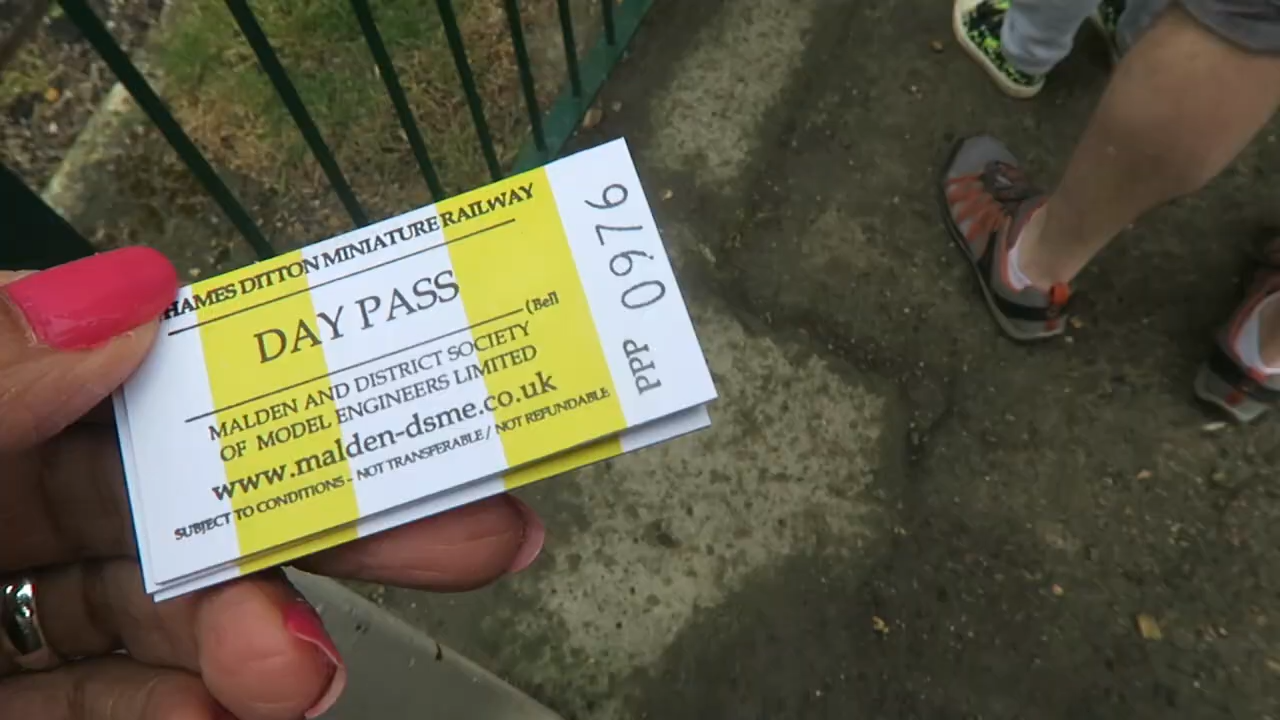 HAMES DITTON MINIATURE RAILWAY
DAY PASS
(Bell
MALDEN AND DISTRICT SOCIETY
OF MODEL ENGINEERS LIMITED
www.malden-dsme.co.uk
SUBJECT TO CONDITIONS - NOT TRANSFERABLE / NOT REFUNDABLE
PPP 0976